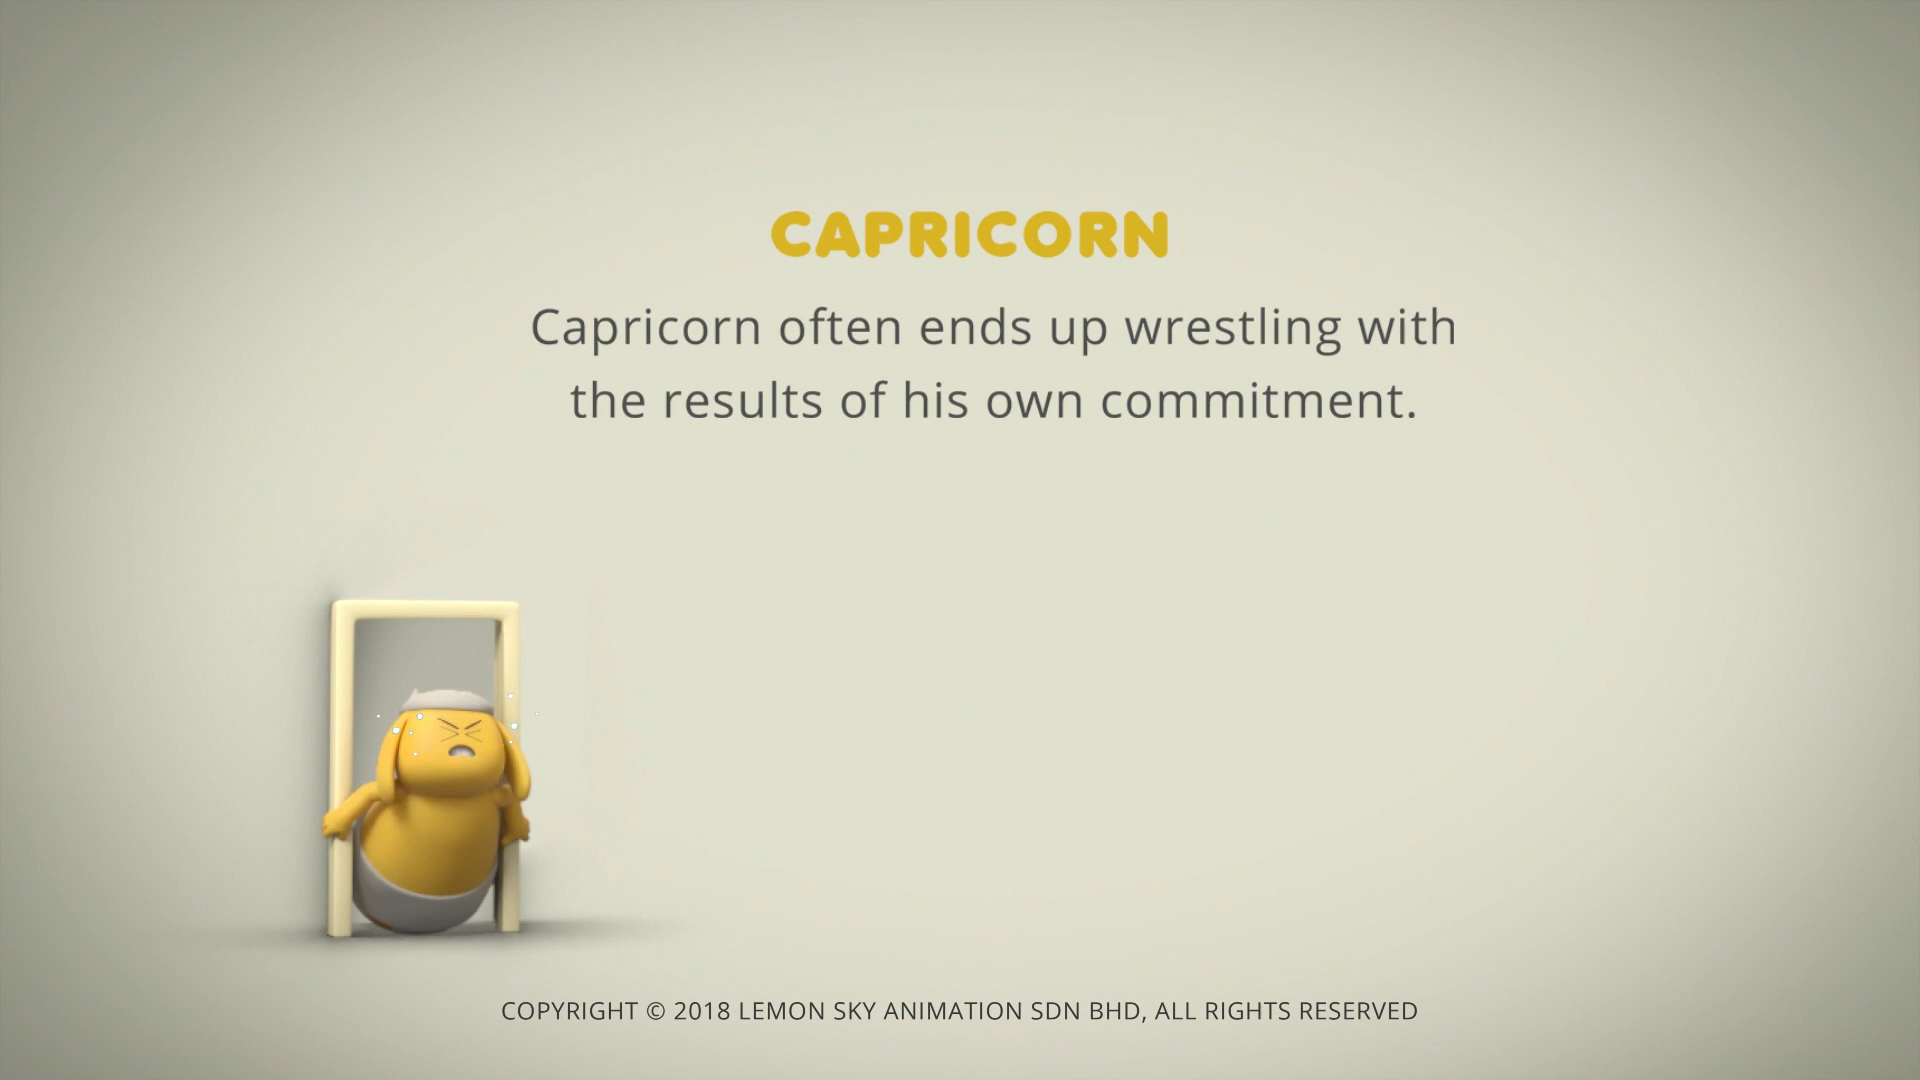 CAPRICORN
Capricorn often ends up wrestling with
the results of his own commitment.
COPYRIGHT © 2018 LEMON SKY ANIMATION SDN BHD, ALL RIGHTS RESERVED